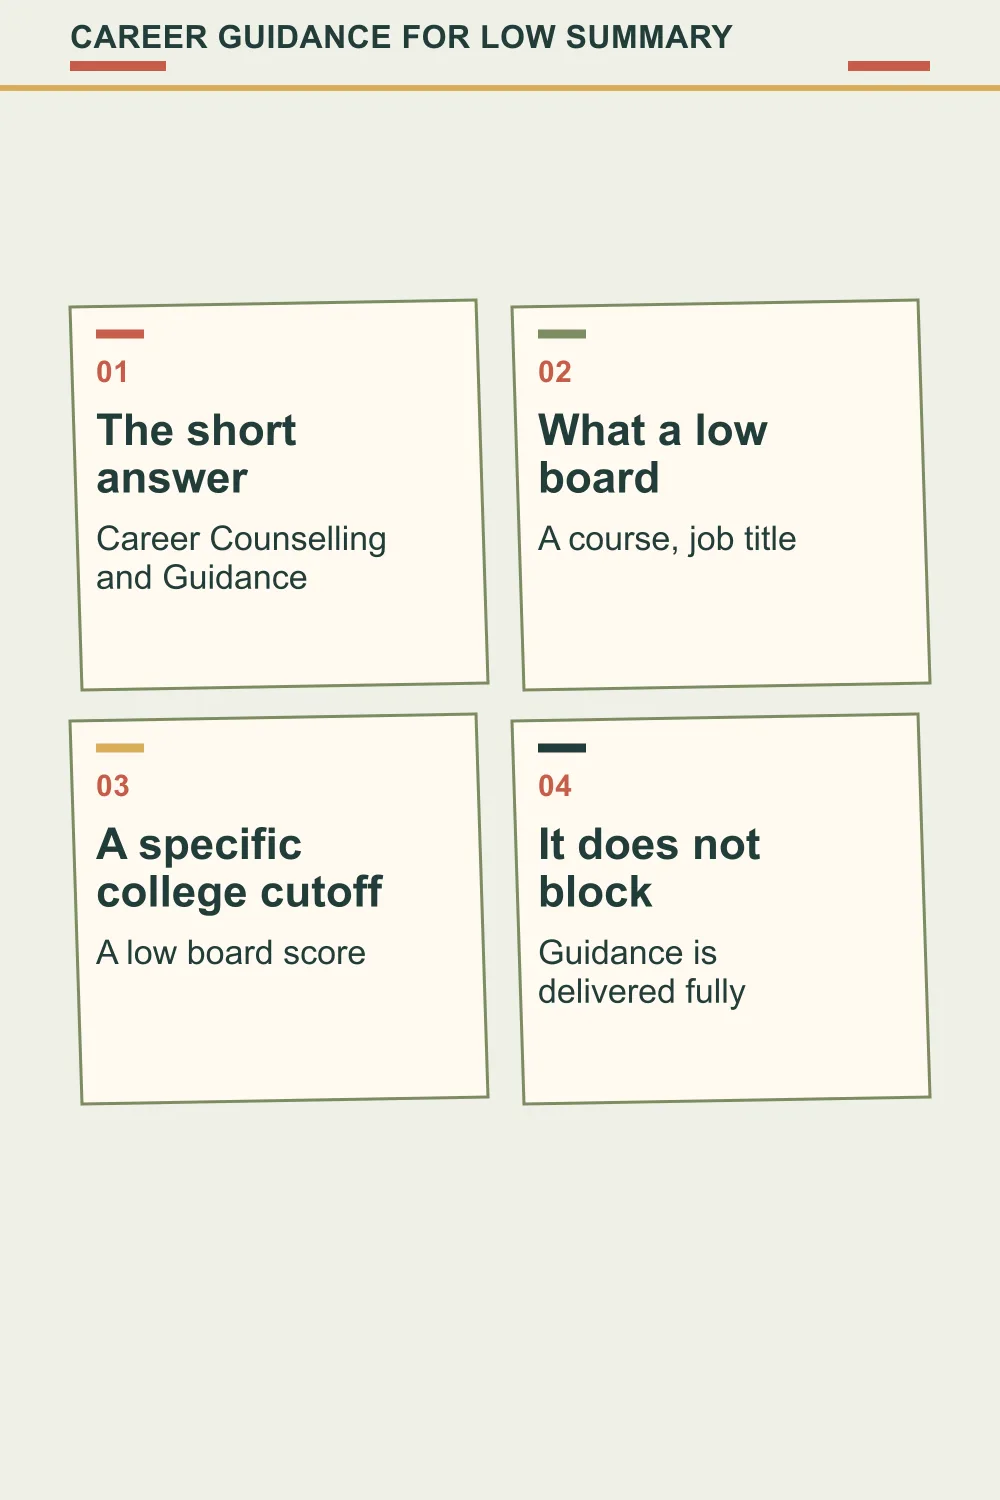 CAREER GUIDANCE FOR LOW SUMMARY
01
The short
answer
Career Counselling
and Guidance
02
What a low
board
A course, job title
03
A specific
college cutoff
A low board score
04
It does not
block
Guidance is
delivered fully